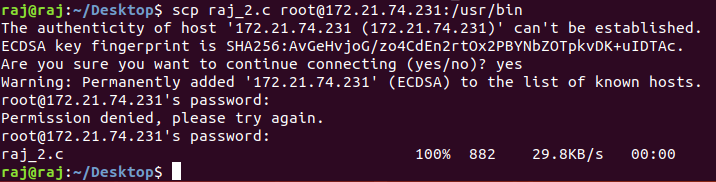 raj@raj:~/Desktop$ scp raj_2.c root@172.21.74.231:/usr/bin
The authenticity of host '172.21.74.231 (172.21.74.231)' can't be established.
ECDSA key fingerprint is SHA256:AvGeHvjoG/zo4CdEn2rtOx2PBYNbZOTpkvDK+uIDTAc.
Are you sure you want to continue connecting (yes/no)? yes
Warning: Permanently added '172.21.74.231' (ECDSA) to the list of known hosts.
root@172.21.74.231's password:
Permission denied, please try again.
root@172.21.74.231's password:
raj_2.c 100% 882 29.8KB/s 00:00
raj@raj:~/Desktop$